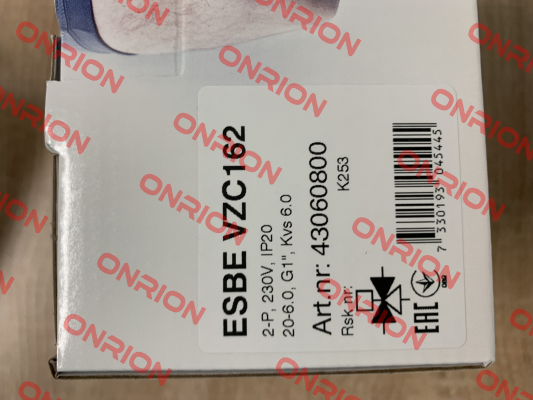 ESBE VZC162
2-P, 230V, IP20
20-6.0, G1", Kvs 6.0
Art.nr: 43060800
Rsk.nr:
K253
7 330193 045445
EAC
ONRION